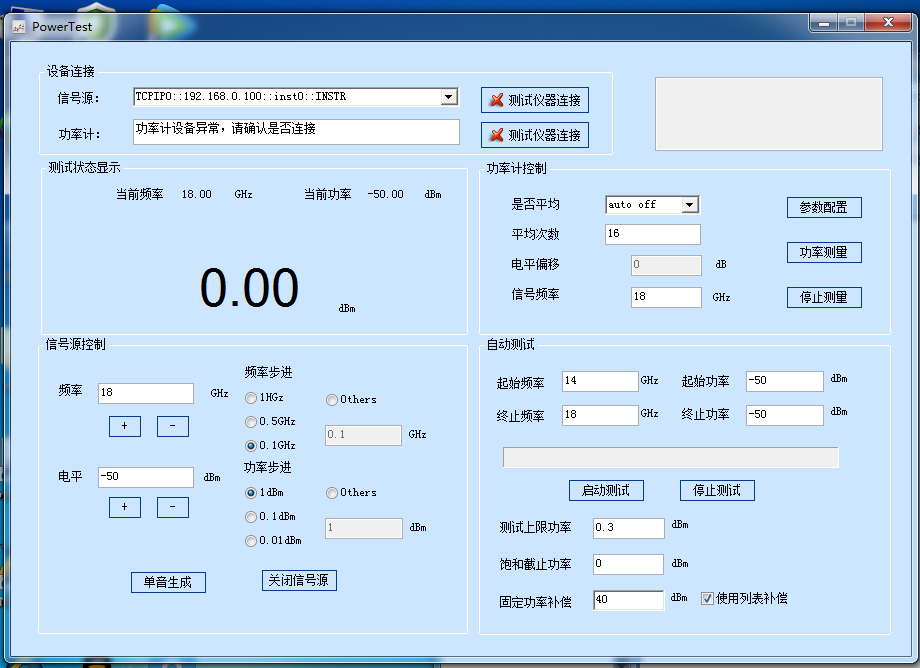 PowerTest
设备连接
信号源:
TCPIP0::192.168.0.100::inst0::INSTR
测试仪器连接
功率计:
功率计设备异常,请确认是否连接
测试仪器连接
测试状态显示
当前频率 18.00 GHz 当前功率 -50.00 dBm
0.00 dBm
功率计控制
是否平均 auto off 参数配置
平均次数 16
功率测量
电平偏移 0 dB
信号频率 18 GHz 停止测量
信号源控制
频率 18 GHz
+ -
电平 -50 dBm
+ -
频率步进
1HGz Others
0.5GHz
0.1 GHz
0.1GHz
功率步进
1dBm Others
0.1dBm
1 dBm
0.01dBm
单音生成 关闭信号源
自动测试
起始频率 14 GHz 起始功率 -50 dBm
终止频率 18 GHz 终止功率 -50 dBm
启动测试 停止测试
测试上限功率 0.3 dBm
饱和截止功率 0 dBm
固定功率补偿 40 dBm 使用列表补偿